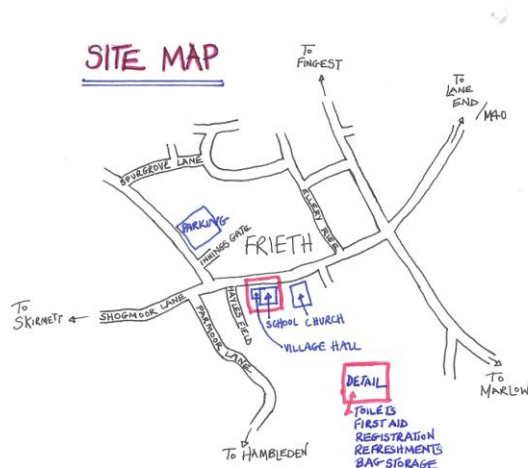 SITE MAP
TO
FINGEST
TO
LANE
END
/M40
SPURGROVE LANE
PARKING
INNINGS GATE
ELLERY RISE
FRIETH
TO
SKIRMETT
SHOGMOOR LANE
PARMOOR LANE
HAYLES FIELD
SCHOOL
CHURCH
VILLAGE HALL
TO
MARLOW
TO HAMBLEDEN
DETAIL
TOILETS
FIRST AID
REGISTRATION
REFRESHMENTS
BAG STORAGE